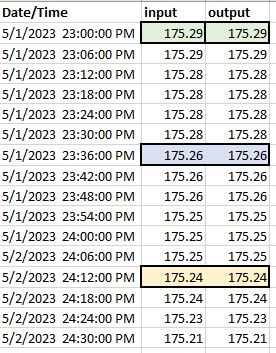 Date/Time input output
5/1/2023 23:00:00 PM 175.29 175.29
5/1/2023 23:06:00 PM 175.29 175.29
5/1/2023 23:12:00 PM 175.28 175.28
5/1/2023 23:18:00 PM 175.28 175.28
5/1/2023 23:24:00 PM 175.28 175.28
5/1/2023 23:30:00 PM 175.28 175.28
5/1/2023 23:36:00 PM 175.26 175.26
5/1/2023 23:42:00 PM 175.26 175.26
5/1/2023 23:48:00 PM 175.26 175.26
5/1/2023 23:54:00 PM 175.25 175.25
5/1/2023 24:00:00 PM 175.25 175.25
5/2/2023 24:06:00 PM 175.25 175.25
5/2/2023 24:12:00 PM 175.24 175.24
5/2/2023 24:18:00 PM 175.24 175.24
5/2/2023 24:24:00 PM 175.23 175.23
5/2/2023 24:30:00 PM 175.21 175.21